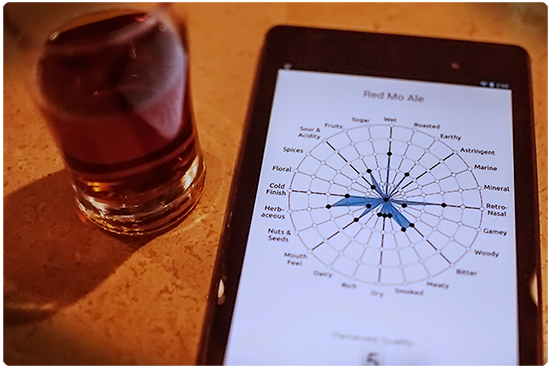 Red Mo Ale
Wet
Roasted
Earthy
Astringent
Marine
Mineral
Retro-
Nasal
Gamey
Woody
Bitter
Meaty
Smoked
Dry
Rich
Dairy
Mouth
Feel
Nuts &
Seeds
Herb-
aceous
Cold
Finish
Floral
Spices
Sour &
Acidity
Fruits
Sugar
Perceived Quality
5